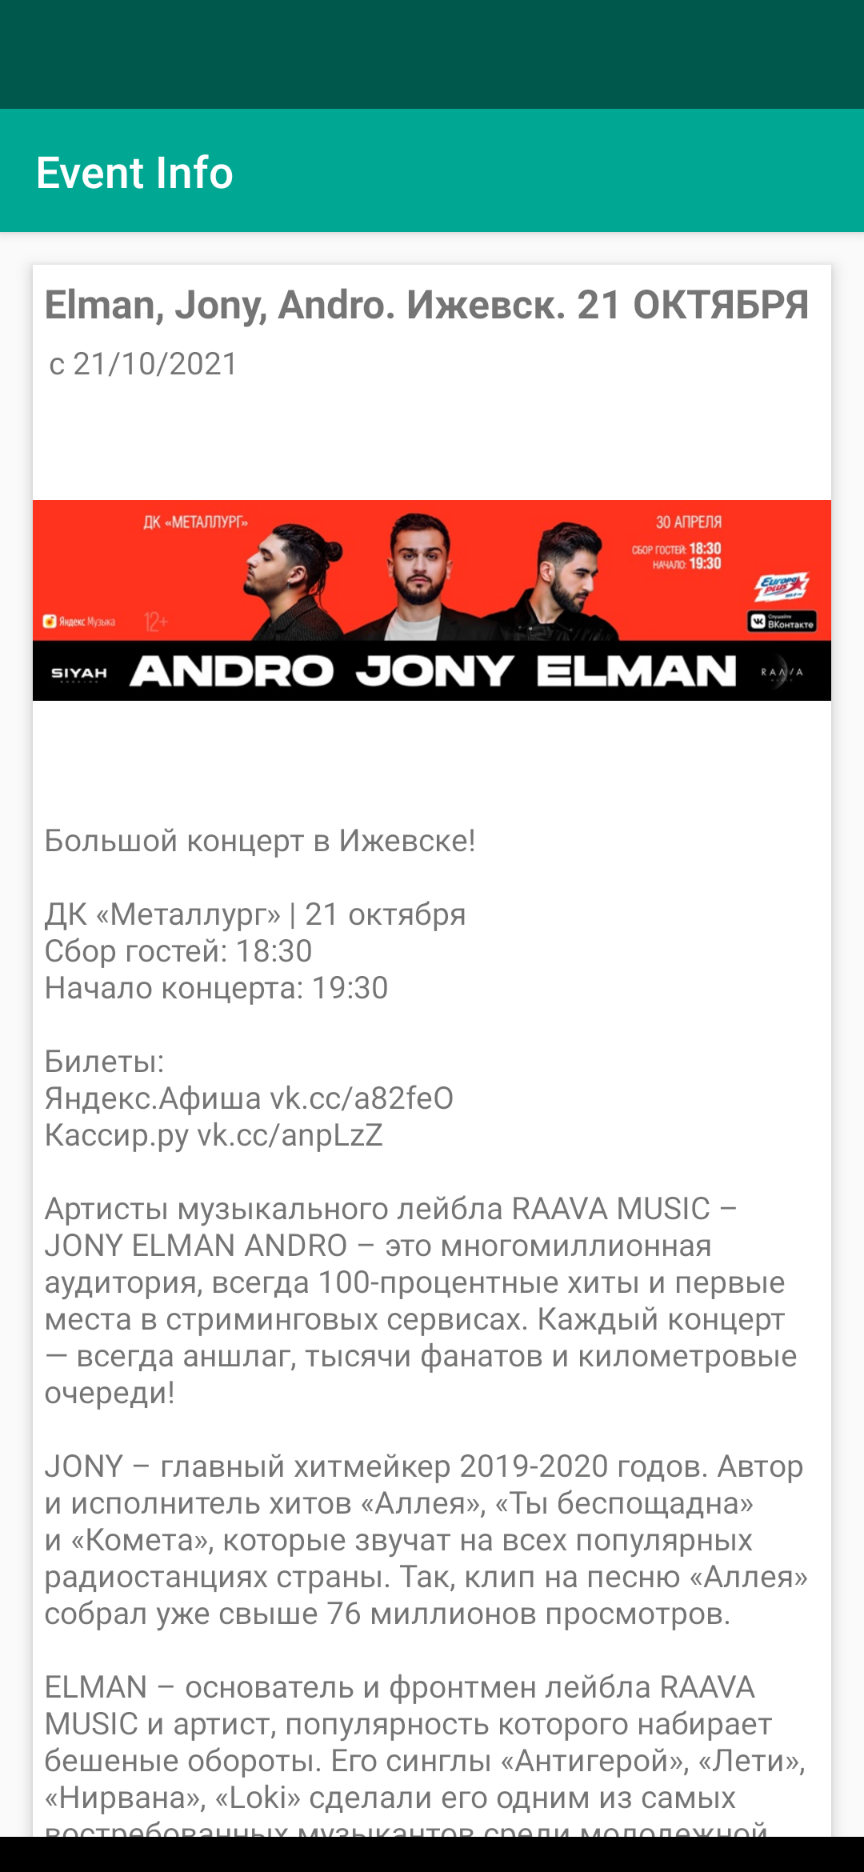 Event Info
Elman, Jony, Andro. Ижевск. 21 ОКТЯБРЯ
с 21/10/2021
ДК «МЕТАЛЛУРГ»
30 АПРЕЛЯ
СБОР ГОСТЕЙ: 18:30
НАЧАЛО: 19:30
Europa
PLUS
Яндекс Музыка
12+
Слушайте
ВКонтакте
SIYAH
ANDRO JONY ELMAN
RAAVA
Большой концерт в Ижевске!
ДК «Металлург» | 21 октября
Сбор гостей: 18:30
Начало концерта: 19:30
Билеты:
Яндекс.Афиша vk.cc/a82feO
Кассир.ру vk.cc/anpLzZ
Артисты музыкального лейбла RAAVA MUSIC –
JONY ELMAN ANDRO – это многомиллионная
аудитория, всегда 100-процентные хиты и первые
места в стриминговых сервисах. Каждый концерт
— всегда аншлаг, тысячи фанатов и километровые
очереди!
JONY – главный хитмейкер 2019-2020 годов. Автор
и исполнитель хитов «Аллея», «Ты беспощадна»
и «Комета», которые звучат на всех популярных
радиостанциях страны. Так, клип на песню «Аллея»
собрал уже свыше 76 миллионов просмотров.
ELMAN – основатель и фронтмен лейбла RAAVA
MUSIC и артист, популярность которого набирает
бешеные обороты. Его синглы «Антигерой», «Лети»,
«Нирвана», «Loki» сделали его одним из самых
востребованных музыкантов среди молодежной